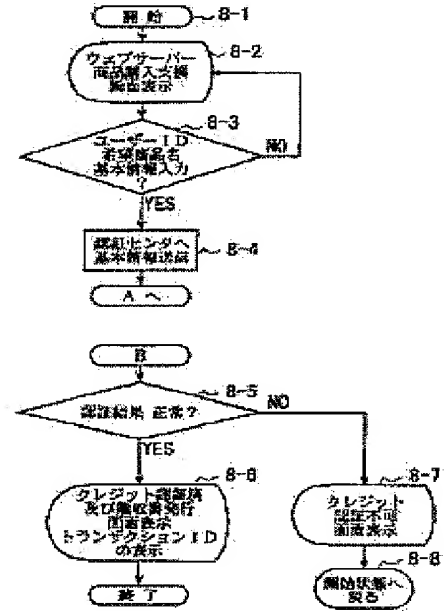 開始
8-1
ウェブサーバー
商品購入支援
画面表示
8-2
ユーザーID
希望商品名
基本情報入力
?
8-3
NO
YES
認証センタへ
基本情報送信
8-4
Aへ
B
認証結果 正常?
8-5
NO
YES
クレジット認証済
及び領収書発行
画面表示
トランザクションID
の表示
8-6
クレジット
認証不可
画面表示
8-7
終了
開始状態へ
戻る
8-8